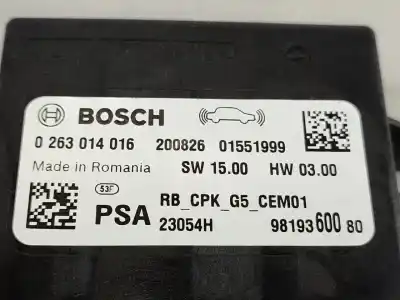 BOSCH
0 263 014 016 200826 01551999
Made in Romania SW 15.00 HW 03.00
53F PSA RB_CPK_G5_CEM01
23054H 98193600 80